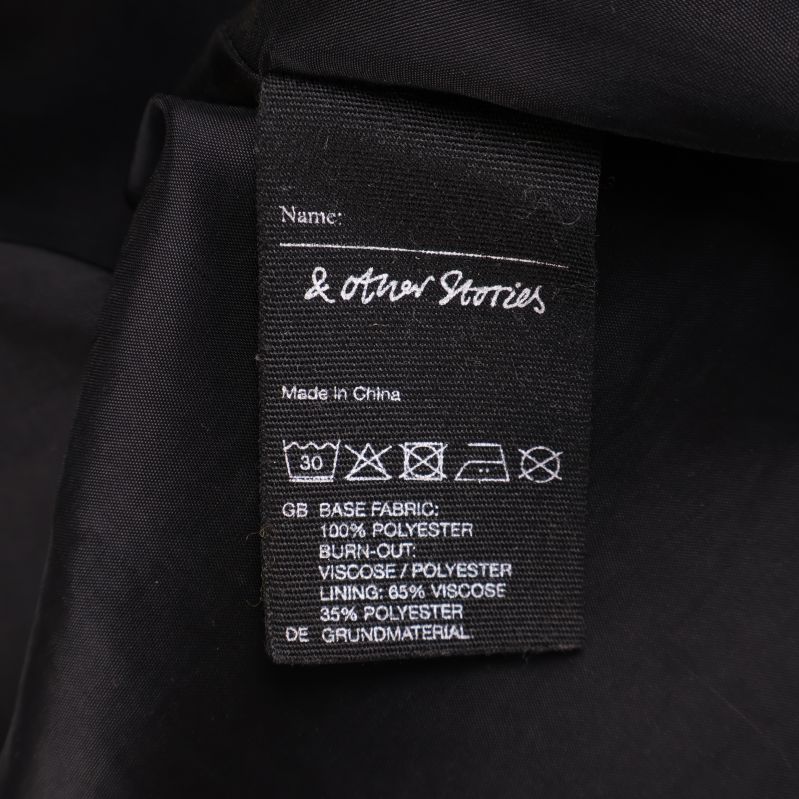 Name:
& other Stories
Made in China
30
GB BASE FABRIC:
100% POLYESTER
BURN-OUT:
VISCOSE / POLYESTER
LINING: 65% VISCOSE
35% POLYESTER
DE GRUNDMATERIAL